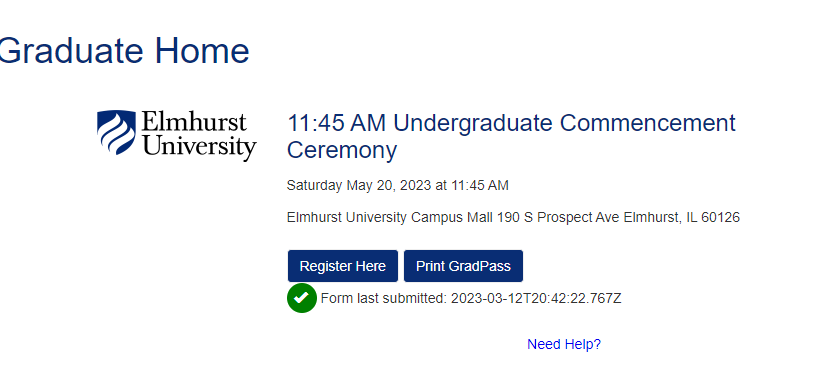 Graduate Home
Elmhurst
University
11:45 AM Undergraduate Commencement
Ceremony
Saturday May 20, 2023 at 11:45 AM
Elmhurst University Campus Mall 190 S Prospect Ave Elmhurst, IL 60126
Register Here
Print GradPass
Form last submitted: 2023-03-12T20:42:22.767Z
Need Help?